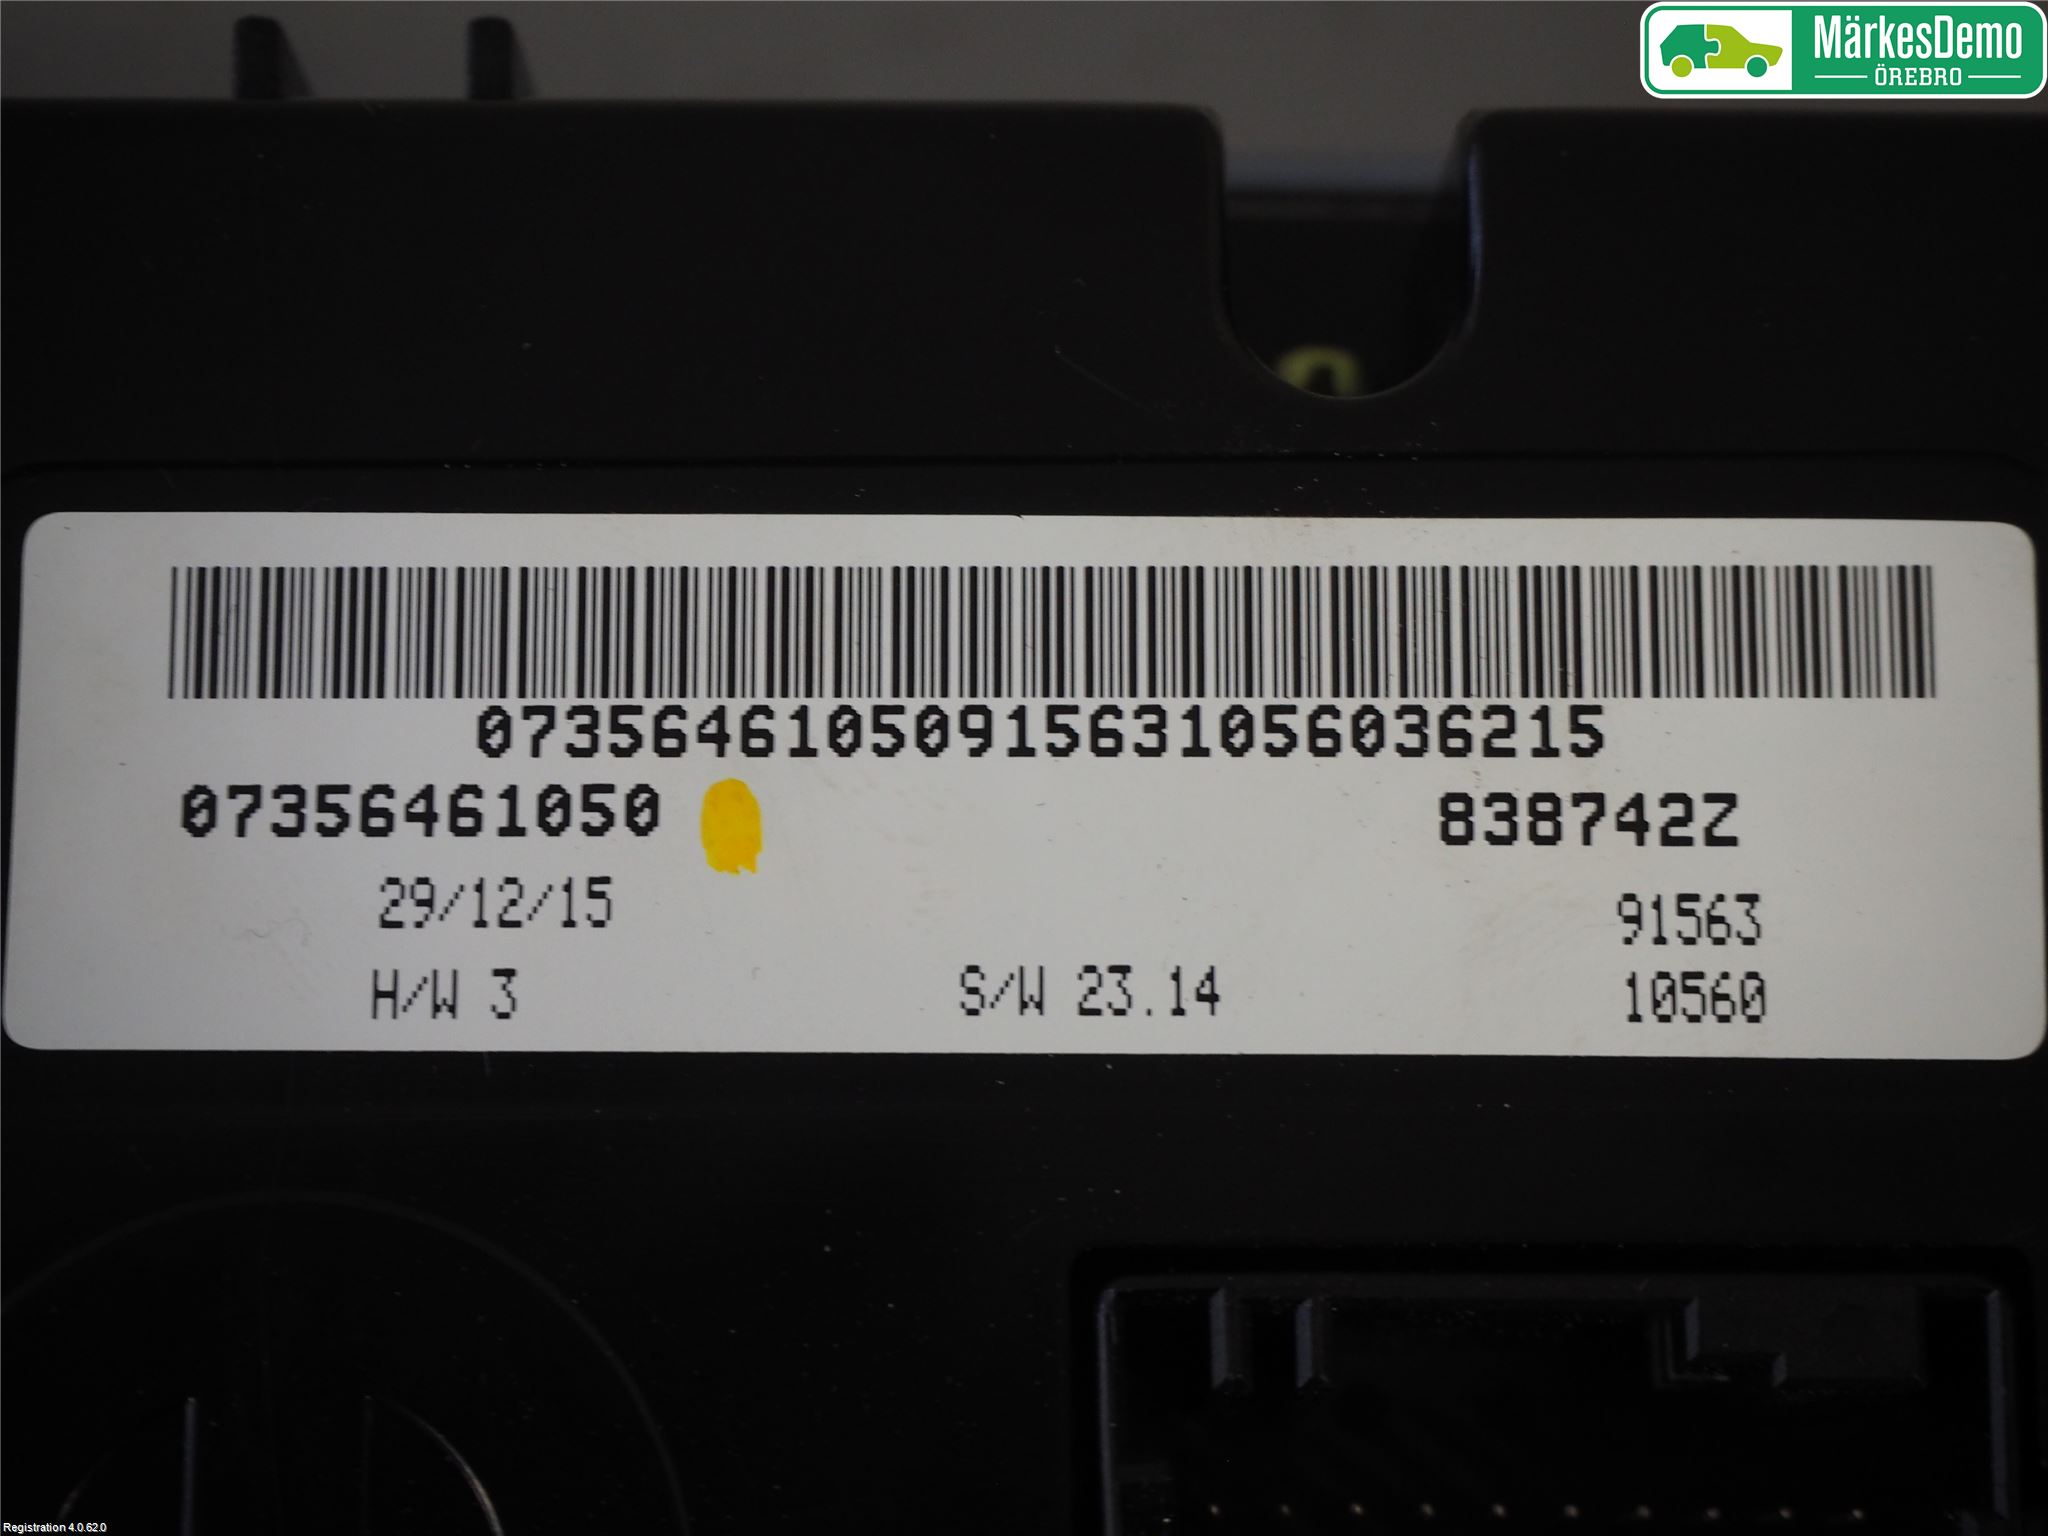 MärkesDemo
ÖREBRO
07356461050915631056036215
07356461050
838742Z
29/12/15
91563
H/W 3
S/W 23.14
10560
Registration 4.0.62.0